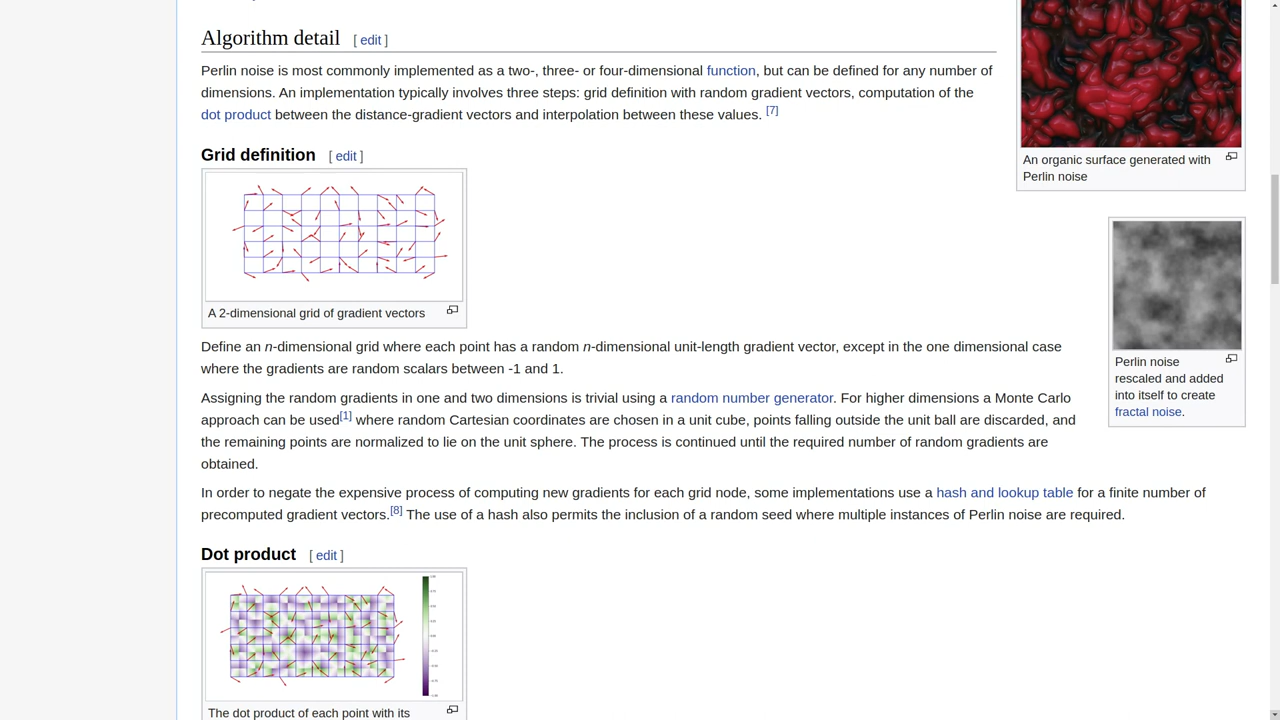 Algorithm detail [ edit ]
Perlin noise is most commonly implemented as a two-, three- or four-dimensional function, but can be defined for any number of
dimensions. An implementation typically involves three steps: grid definition with random gradient vectors, computation of the
dot product between the distance-gradient vectors and interpolation between these values. [7]
An organic surface generated with
Perlin noise
Grid definition [ edit ]
A 2-dimensional grid of gradient vectors
Perlin noise
rescaled and added
into itself to create
fractal noise.
Define an n-dimensional grid where each point has a random n-dimensional unit-length gradient vector, except in the one dimensional case
where the gradients are random scalars between -1 and 1.
Assigning the random gradients in one and two dimensions is trivial using a random number generator. For higher dimensions a Monte Carlo
approach can be used[1] where random Cartesian coordinates are chosen in a unit cube, points falling outside the unit ball are discarded, and
the remaining points are normalized to lie on the unit sphere. The process is continued until the required number of random gradients are
obtained.
In order to negate the expensive process of computing new gradients for each grid node, some implementations use a hash and lookup table for a finite number of
precomputed gradient vectors.[8] The use of a hash also permits the inclusion of a random seed where multiple instances of Perlin noise are required.
Dot product [ edit ]
The dot product of each point with its